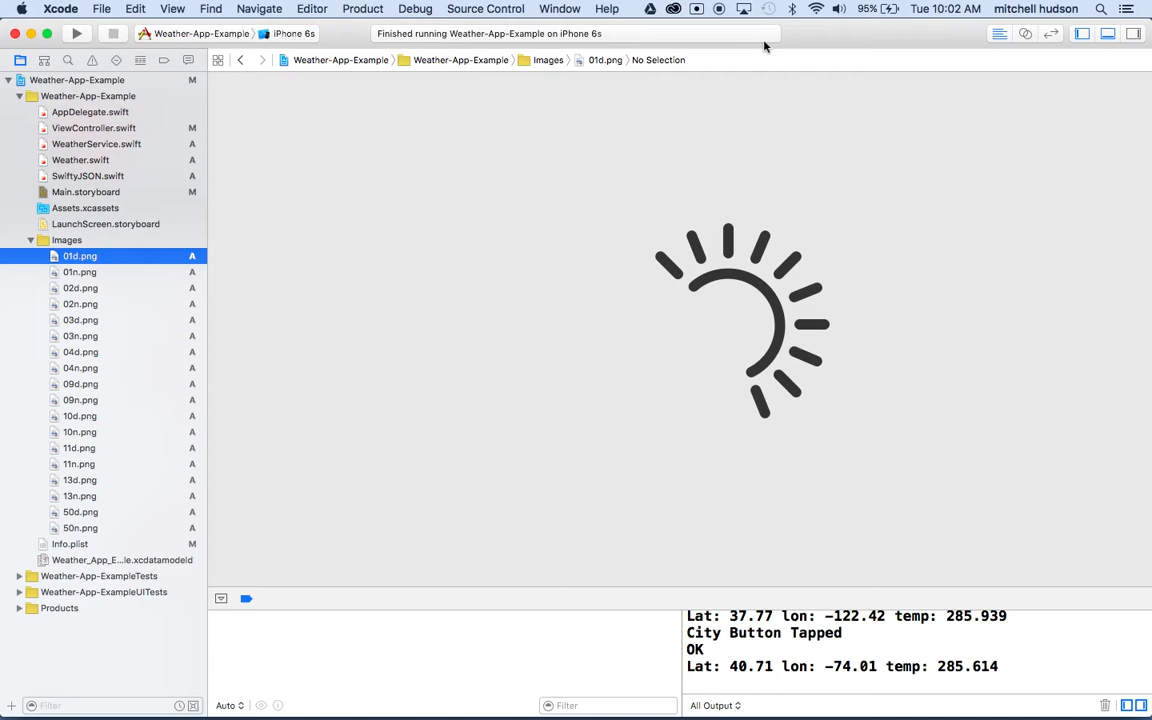 Xcode File Edit View Find Navigate Editor Product Debug Source Control Window Help 95% Tue 10:02 AM mitchell hudson
Weather-App-Example iPhone 6s Finished running Weather-App-Example on iPhone 6s
Weather-App-Example Weather-App-Example Images 01d.png No Selection
Weather-App-Example M
Weather-App-Example
AppDelegate.swift
ViewController.swift M
WeatherService.swift A
Weather.swift A
SwiftyJSON.swift A
Main.storyboard M
Assets.xcassets
LaunchScreen.storyboard
Images
01d.png A
01n.png A
02d.png A
02n.png A
03d.png A
03n.png A
04d.png A
04n.png A
09d.png A
09n.png A
10d.png A
10n.png A
11d.png A
11n.png A
13d.png A
13n.png A
50d.png A
50n.png A
Info.plist M
Weather_App_E...le.xcdatamodeld
Weather-App-ExampleTests
Weather-App-ExampleUITests
Products
Lat: 37.77 lon: -122.42 temp: 285.939
City Button Tapped
OK
Lat: 40.71 lon: -74.01 temp: 285.614
Filter Auto Filter All Output